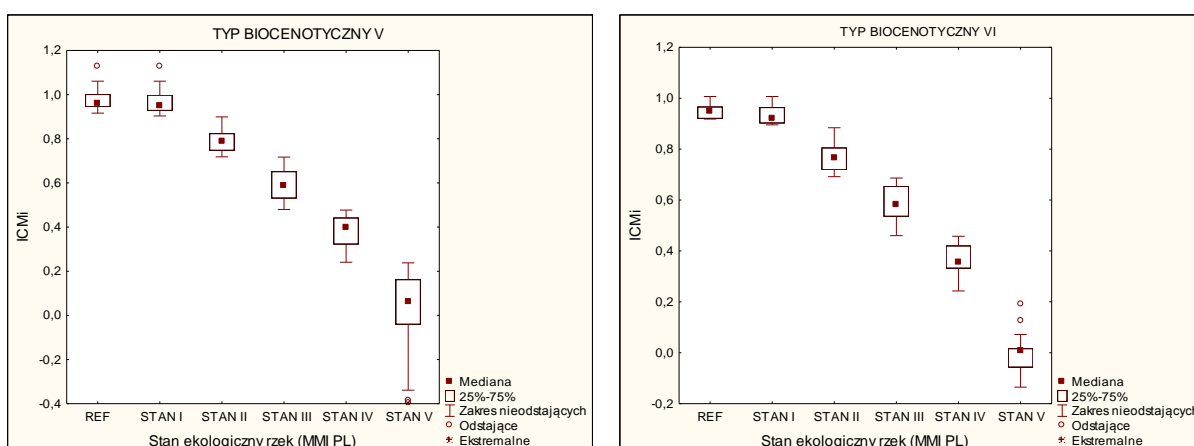 TYP BIOCENOTYCZNY V
ICMi
1,2
1,0
0,8
0,6
0,4
0,2
0,0
-0,2
-0,4
REF STAN I STAN II STAN III STAN IV STAN V
Stan ekologiczny rzek (MMI PL)
Mediana
25%-75%
Zakres nieodstających
Odstające
Ekstremalne
TYP BIOCENOTYCZNY VI
ICMi
1,2
1,0
0,8
0,6
0,4
0,2
0,0
-0,2
REF STAN I STAN II STAN III STAN IV STAN V
Stan ekologiczny rzek (MMI PL)
Mediana
25%-75%
Zakres nieodstających
Odstające
Ekstremalne